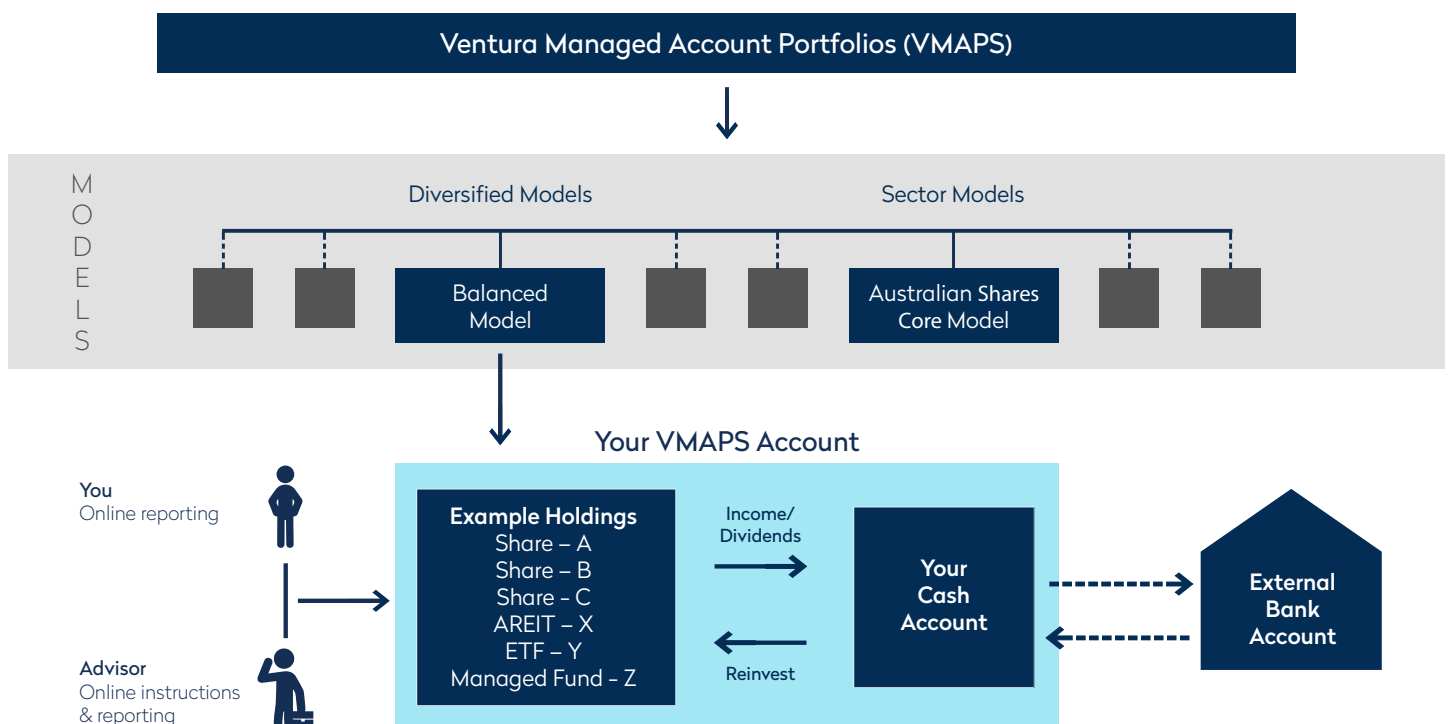 Ventura Managed Account Portfolios (VMAPS)
MODELS
Diversified Models
Sector Models
Balanced
Model
Australian Shares
Core Model
Your VMAPS Account
You
Online reporting
Advisor
Online instructions
& reporting
Example Holdings
Share – A
Share – B
Share - C
AREIT – X
ETF – Y
Managed Fund - Z
Income/
Dividends
Reinvest
Your
Cash
Account
External
Bank
Account